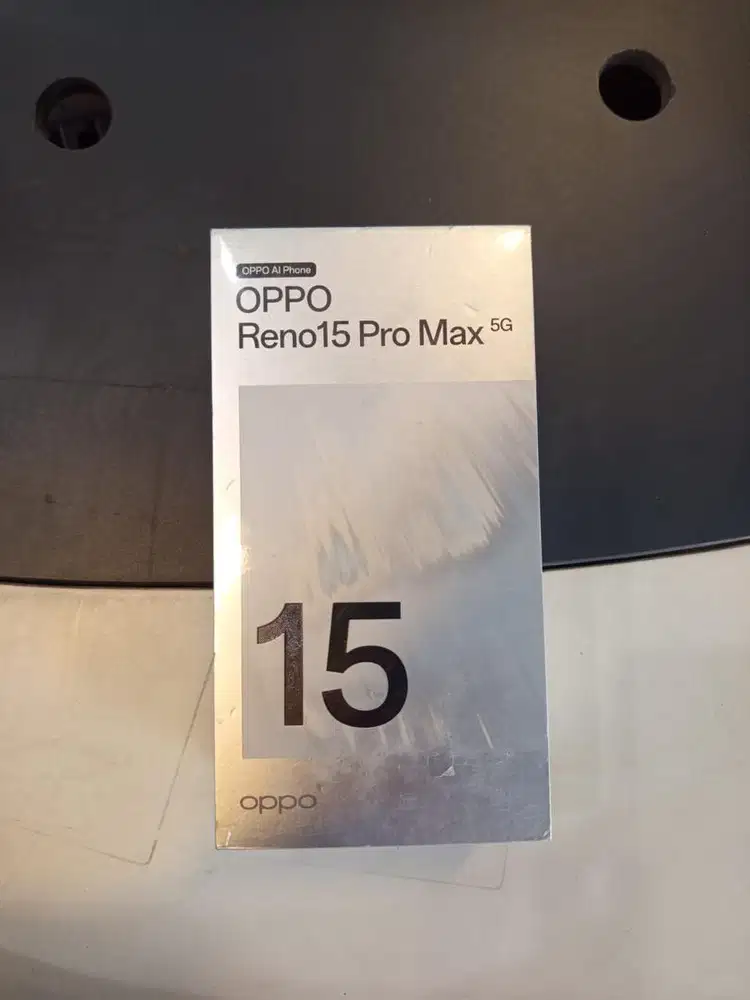 OPPO AI Phone
OPPO
Reno15 Pro Max 5G
15
oppo